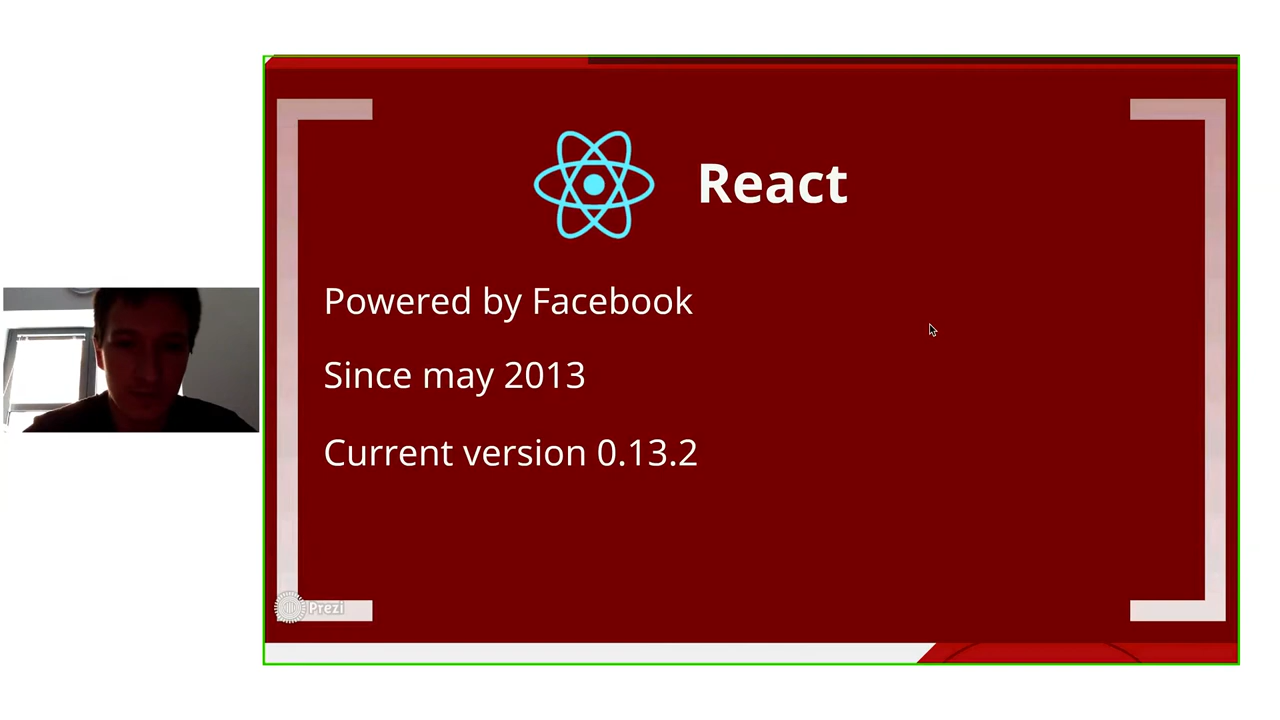 React
Powered by Facebook
Since may 2013
Current version 0.13.2
Prezi